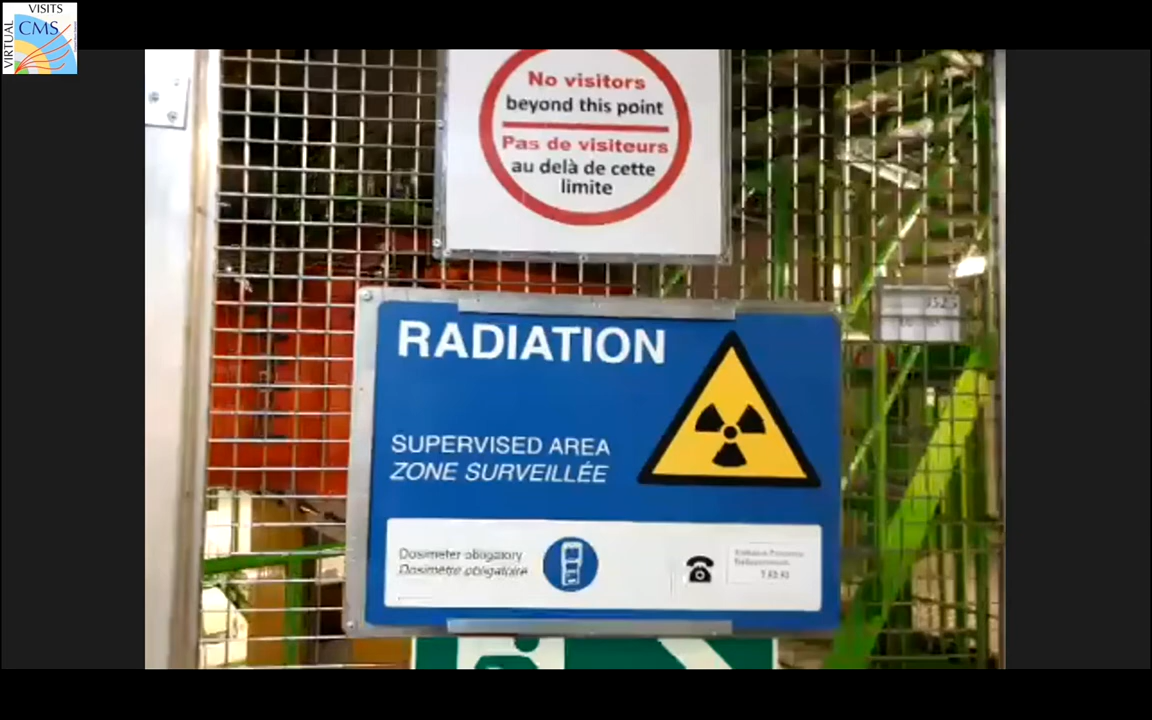 VISITS
VIRTUAL
CMS
No visitors
beyond this point
Pas de visiteurs
au delà de cette
limite
RADIATION
SUPERVISED AREA
ZONE SURVEILLÉE
Dosimeter obligatory
Dosimètre obligatoire